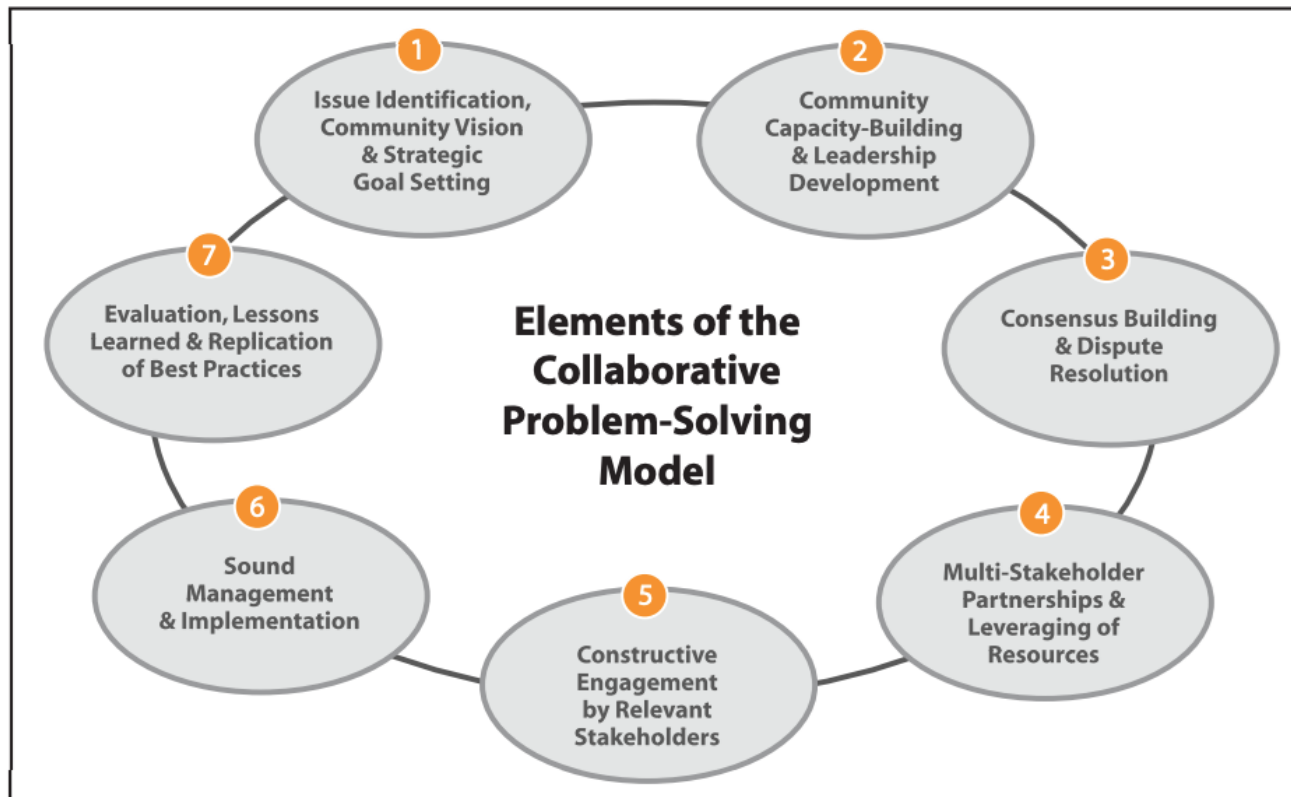 1
Issue Identification,
Community Vision
& Strategic
Goal Setting
2
Community
Capacity-Building
& Leadership
Development
3
Consensus Building
& Dispute
Resolution
4
Multi-Stakeholder
Partnerships &
Leveraging of
Resources
5
Constructive
Engagement
by Relevant
Stakeholders
6
Sound
Management
& Implementation
7
Evaluation, Lessons
Learned & Replication
of Best Practices
Elements of the
Collaborative
Problem-Solving
Model